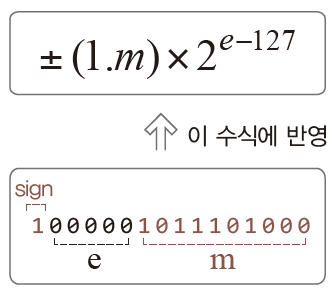 ± (1.m) × 2^{e−127}
이 수식에 반영
sign
1000001011101000
e m